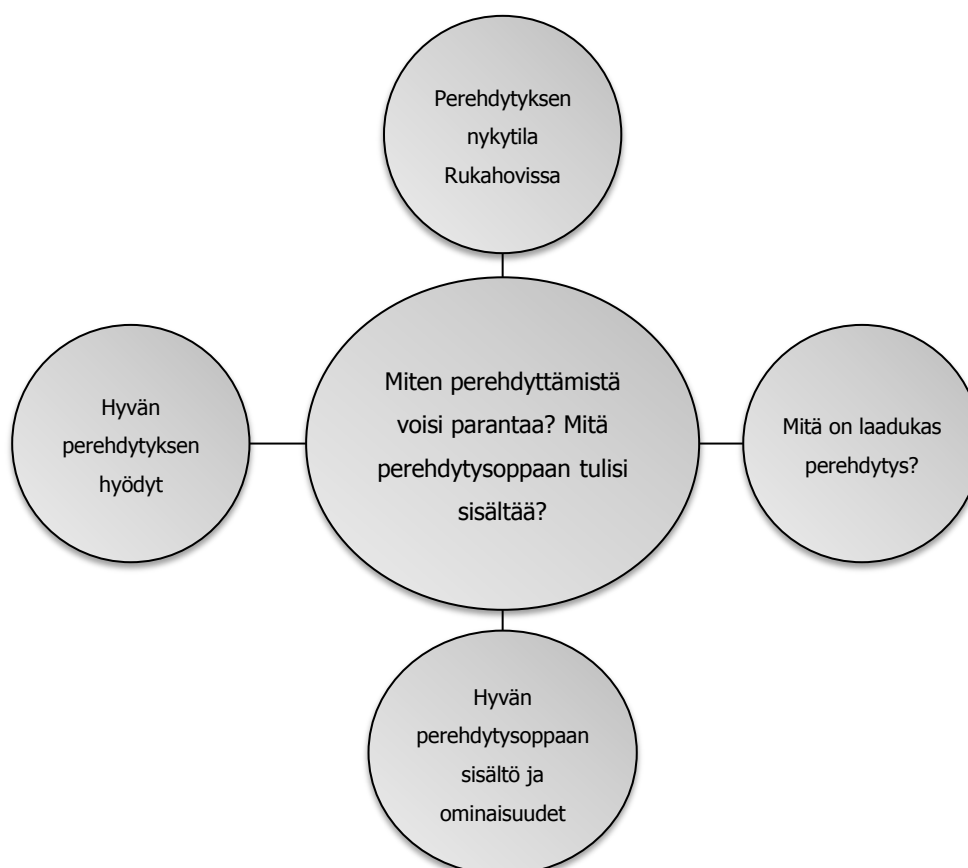 Perehdytyksen
nykytila
Rukahovissa
Hyvän
perehdytyksen
hyödyt
Miten perehdyttämistä
voisi parantaa? Mitä
perehdytysoppaan tulisi
sisältää?
Mitä on laadukas
perehdytys?
Hyvän
perehdytysoppaan
sisältö ja
ominaisuudet